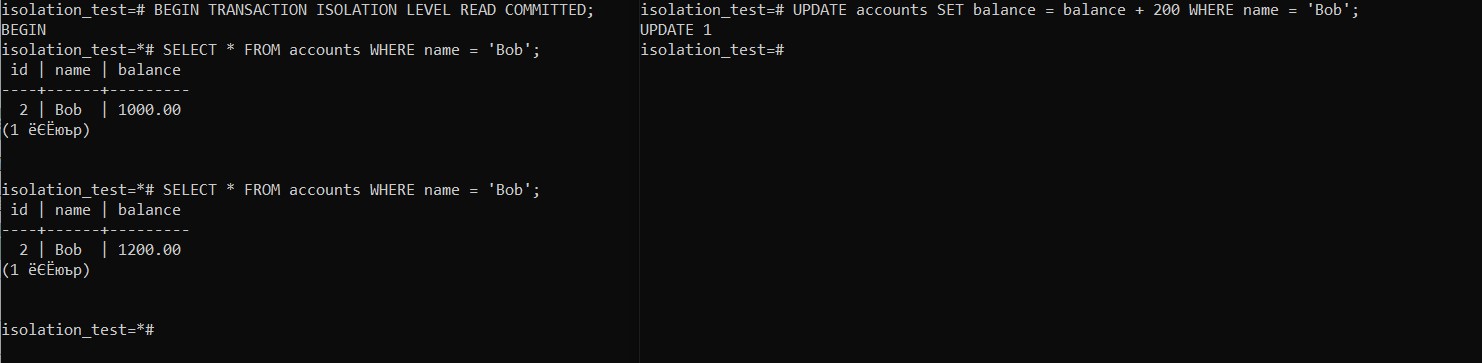 isolation_test=# BEGIN TRANSACTION ISOLATION LEVEL READ COMMITTED;
BEGIN
isolation_test=*# SELECT * FROM accounts WHERE name = 'Bob';
 id | name | balance
----+------+---------
  2 | Bob  | 1000.00
(1 ёЄЁюър)
isolation_test=*# SELECT * FROM accounts WHERE name = 'Bob';
 id | name | balance
----+------+---------
  2 | Bob  | 1200.00
(1 ёЄЁюър)
isolation_test=*#
isolation_test=# UPDATE accounts SET balance = balance + 200 WHERE name = 'Bob';
UPDATE 1
isolation_test=#